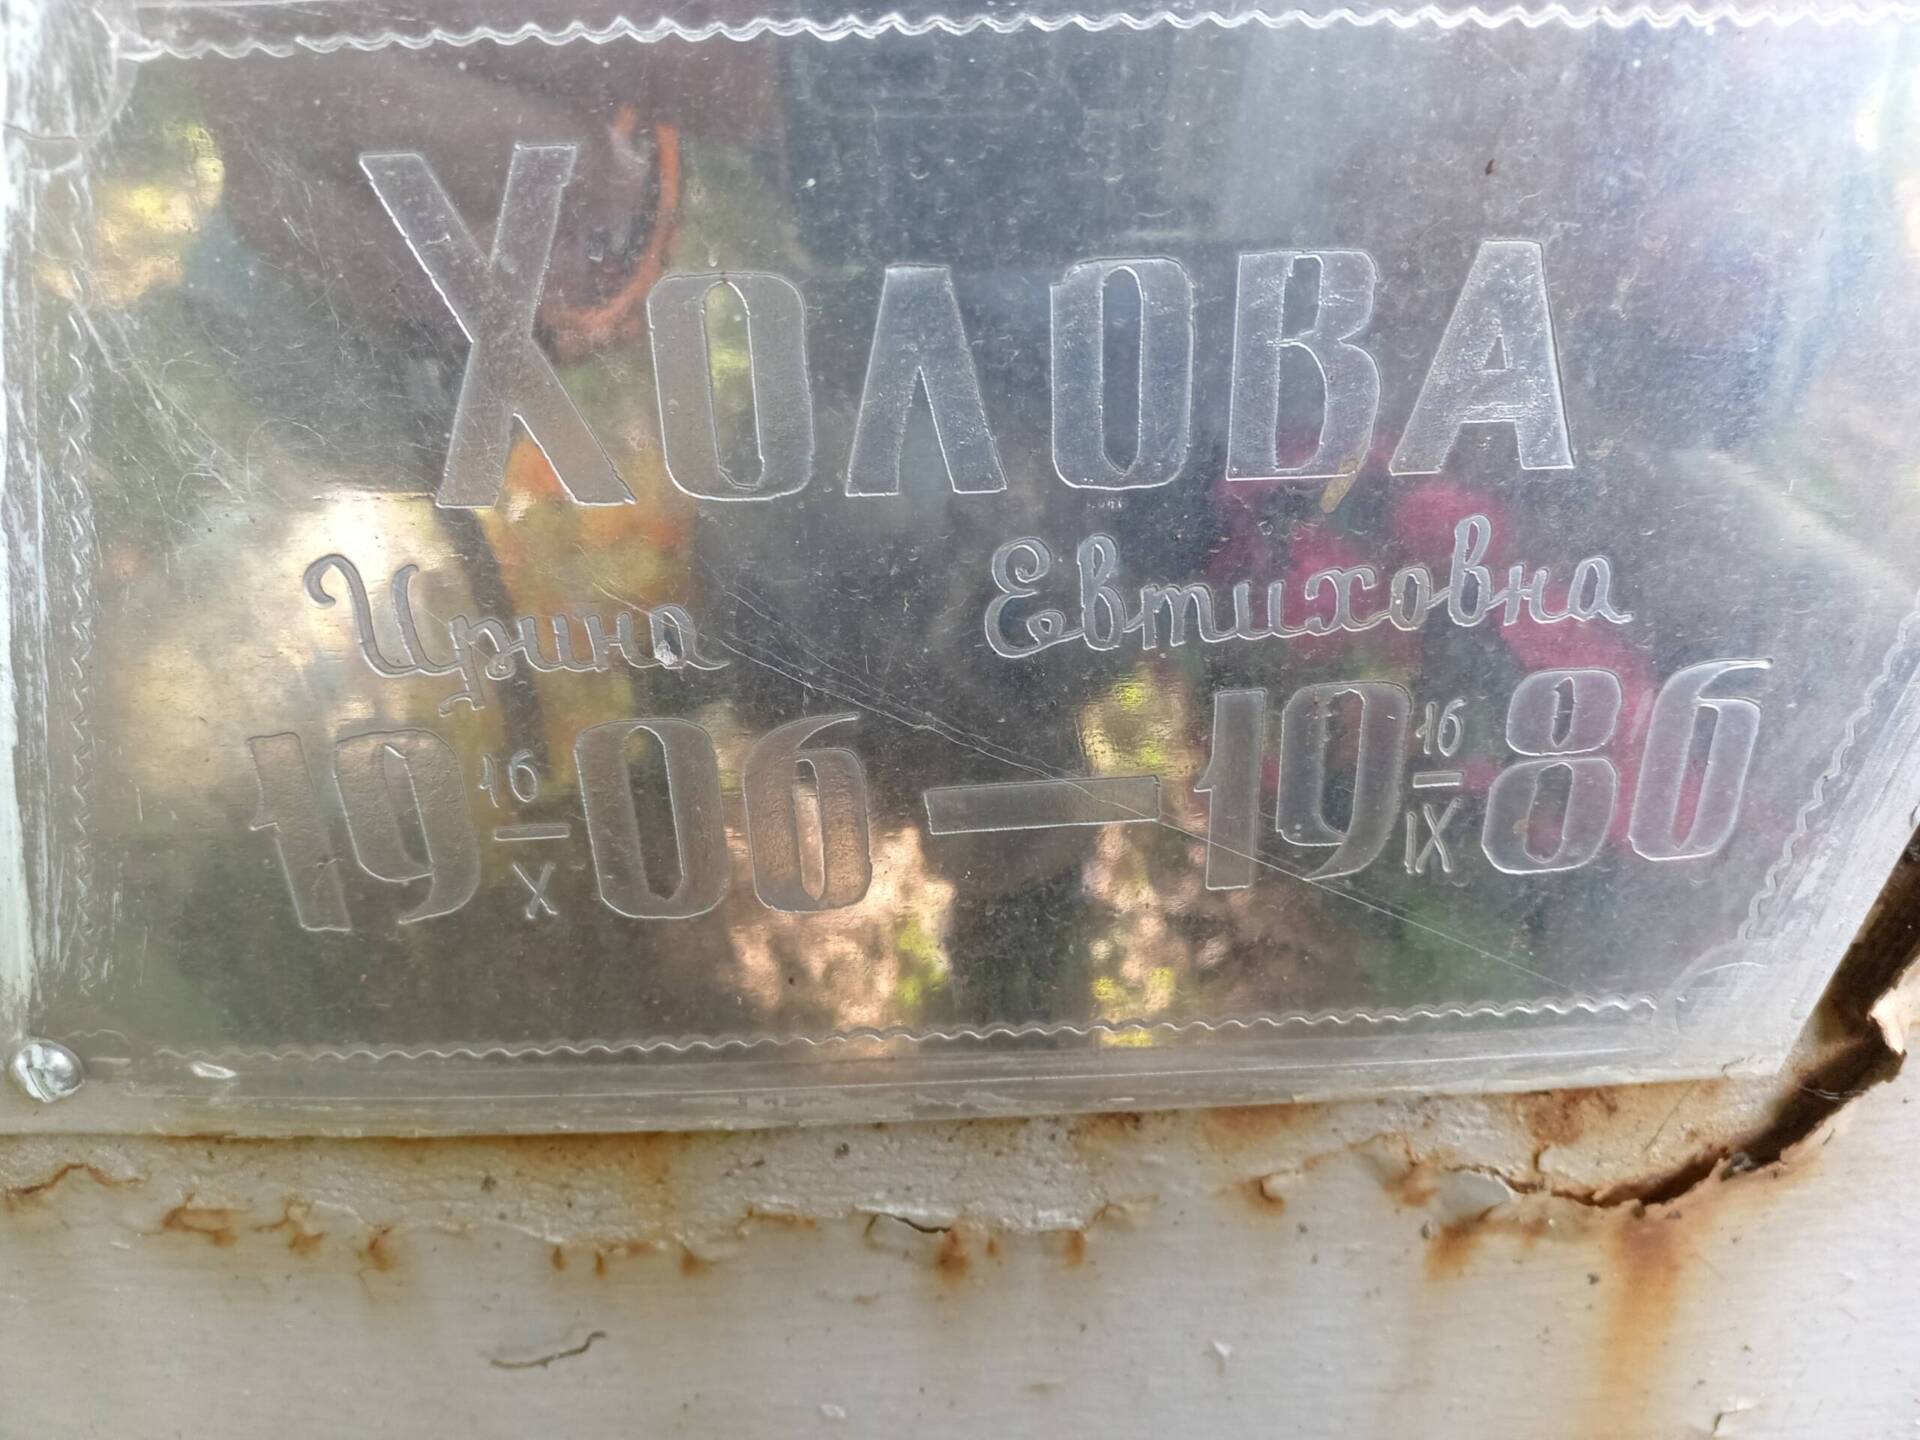 ХОЛОВА
Ирина Евтиховна
19 16/X 06 — 19 16/IX 86